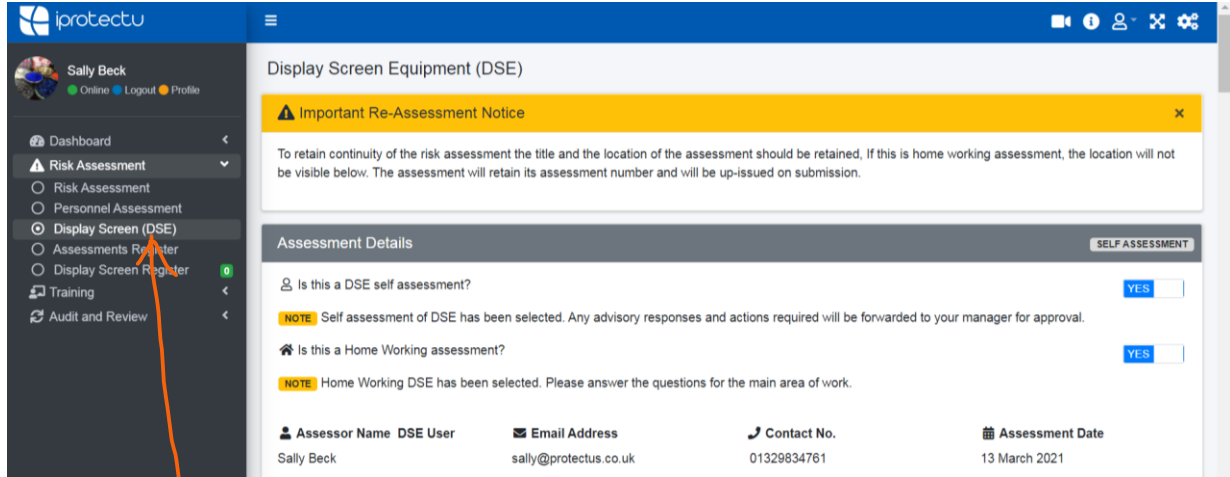 iprotectu
Sally Beck
Online Logout Profile
Dashboard
Risk Assessment
Risk Assessment
Personnel Assessment
Display Screen (DSE)
Assessments Register
Display Screen Register 0
Training
Audit and Review
Display Screen Equipment (DSE)
Important Re-Assessment Notice ×
To retain continuity of the risk assessment the title and the location of the assessment should be retained, If this is home working assessment, the location will not
be visible below. The assessment will retain its assessment number and will be up-issued on submission.
Assessment Details SELF ASSESSMENT
Is this a DSE self assessment? YES
NOTE Self assessment of DSE has been selected. Any advisory responses and actions required will be forwarded to your manager for approval.
Is this a Home Working assessment? YES
NOTE Home Working DSE has been selected. Please answer the questions for the main area of work.
Assessor Name DSE User Email Address Contact No. Assessment Date
Sally Beck sally@protectus.co.uk 01329834761 13 March 2021